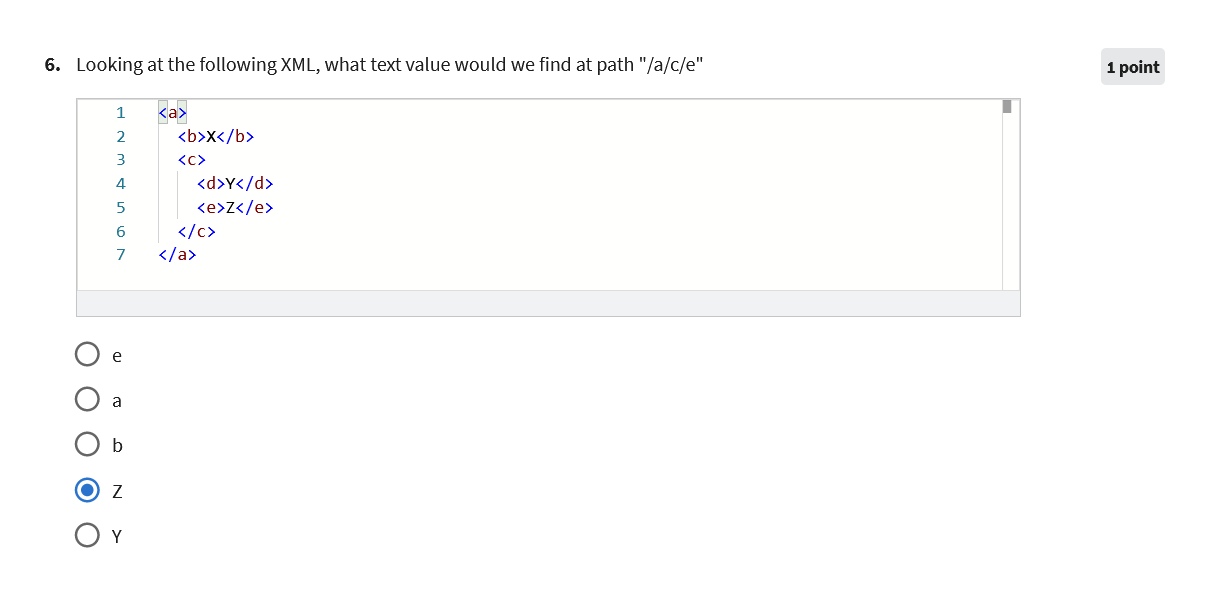 6. Looking at the following XML, what text value would we find at path "/a/c/e"
1 point
1 <a>
2 <b>X</b>
3 <c>
4 <d>Y</d>
5 <e>Z</e>
6 </c>
7 </a>
e
a
b
Z
Y